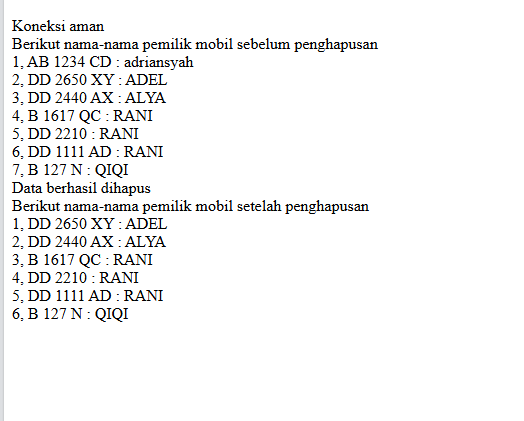 Koneksi aman
Berikut nama-nama pemilik mobil sebelum penghapusan
1, AB 1234 CD : adriansyah
2, DD 2650 XY : ADEL
3, DD 2440 AX : ALYA
4, B 1617 QC : RANI
5, DD 2210 : RANI
6, DD 1111 AD : RANI
7, B 127 N : QIQI
Data berhasil dihapus
Berikut nama-nama pemilik mobil setelah penghapusan
1, DD 2650 XY : ADEL
2, DD 2440 AX : ALYA
3, B 1617 QC : RANI
4, DD 2210 : RANI
5, DD 1111 AD : RANI
6, B 127 N : QIQI